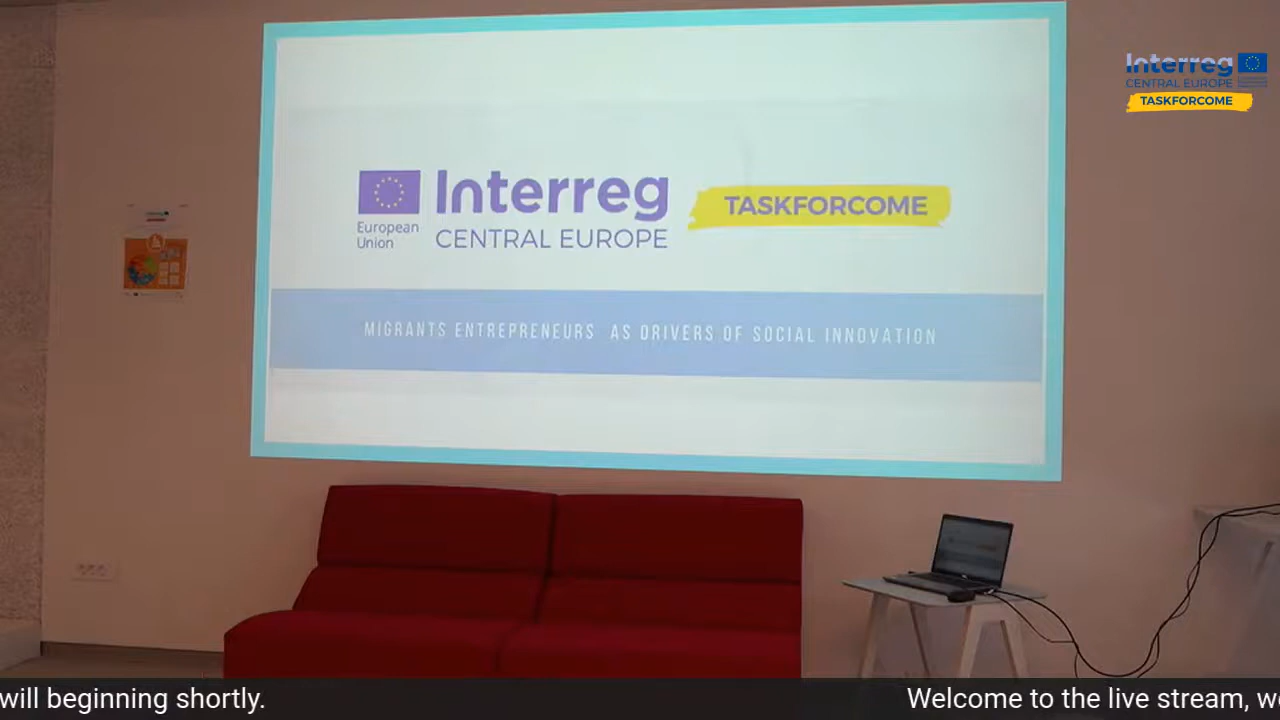 Interreg
CENTRAL EUROPE
TASKFORCOME
European
Union
Interreg
CENTRAL EUROPE
TASKFORCOME
MIGRANTS ENTREPRENEURS AS DRIVERS OF SOCIAL INNOVATION
will beginning shortly.
Welcome to the live stream, w